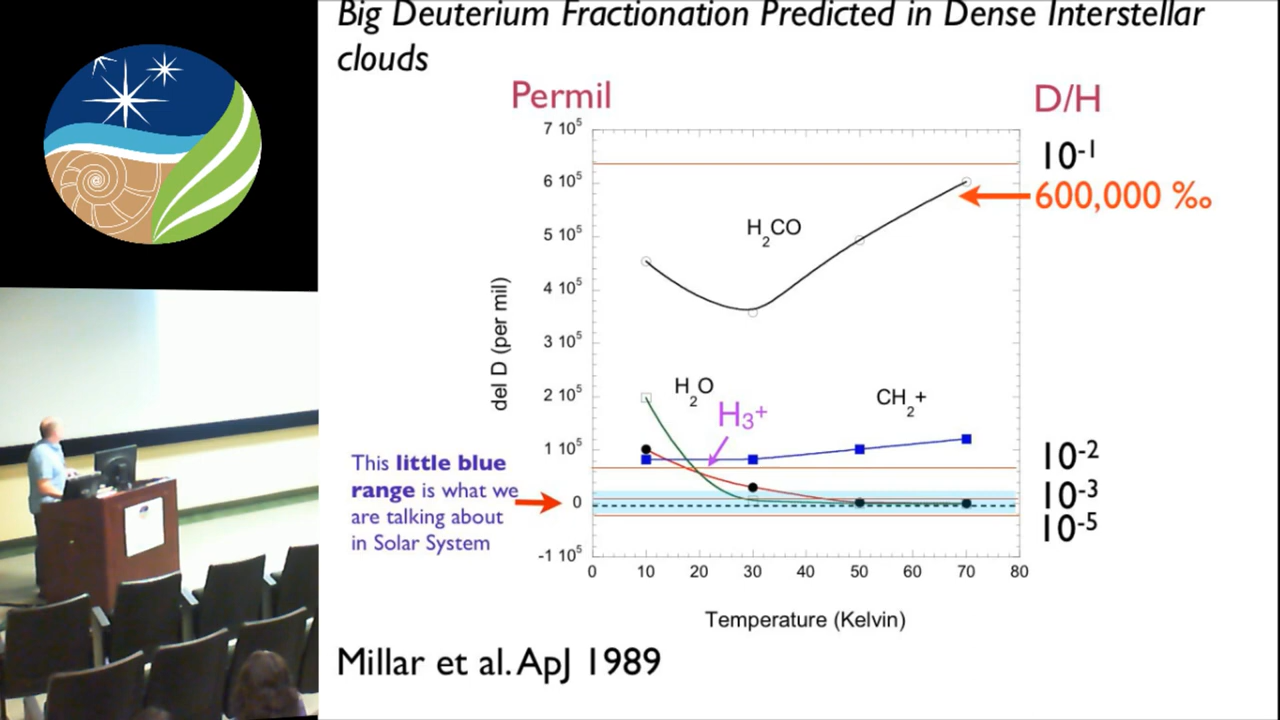 Big Deuterium Fractionation Predicted in Dense Interstellar
clouds
Permil
D/H
7 10⁵
6 10⁵
5 10⁵
4 10⁵
3 10⁵
2 10⁵
1 10⁵
0
-1 10⁵
del D (per mil)
10⁻¹
600,000 ‰
H₂CO
H₂O
H₃⁺
CH₂+
10⁻²
10⁻³
10⁻⁵
This little blue
range is what we
are talking about
in Solar System
0 10 20 30 40 50 60 70 80
Temperature (Kelvin)
Millar et al. ApJ 1989